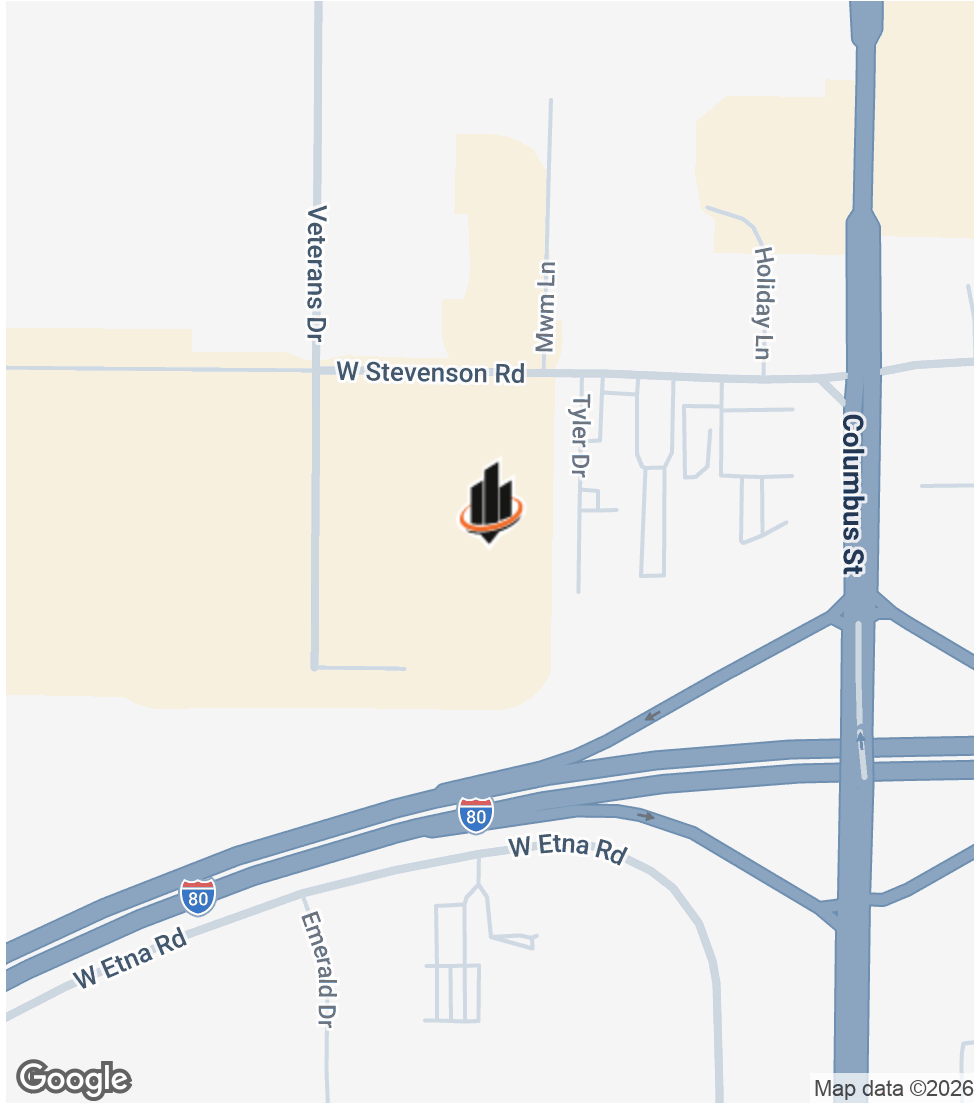 Veterans Dr
Mwm Ln
Holiday Ln
W Stevenson Rd
Tyler Dr
Columbus St
80
W Etna Rd
80
W Etna Rd
Emerald Dr
Google
Map data ©2026